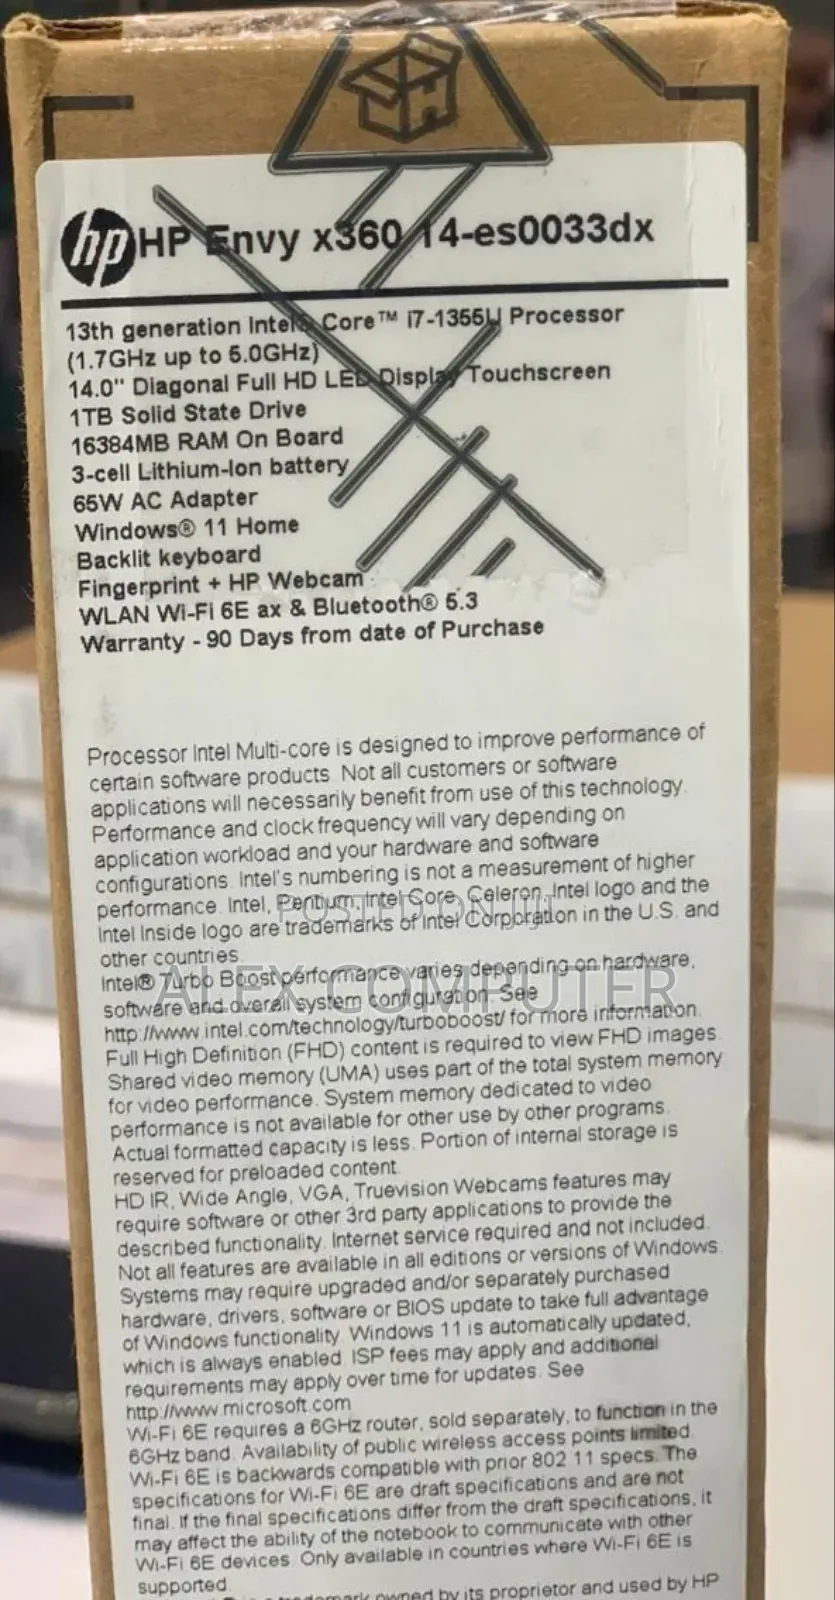 hp HP Envy x360 14-es0033dx
13th generation Intel® Core™ i7-1355U Processor
(1.7GHz up to 5.0GHz)
14.0" Diagonal Full HD LED Display Touchscreen
1TB Solid State Drive
16384MB RAM On Board
3-cell Lithium-Ion battery
65W AC Adapter
Windows® 11 Home
Backlit keyboard
Fingerprint + HP Webcam
WLAN Wi-Fi 6E ax & Bluetooth® 5.3
Warranty - 90 Days from date of Purchase
Processor Intel Multi-core is designed to improve performance of
certain software products. Not all customers or software
applications will necessarily benefit from use of this technology.
Performance and clock frequency will vary depending on
application workload and your hardware and software
configurations. Intel's numbering is not a measurement of higher
performance. Intel, Pentium, Intel Core, Celeron, Intel logo and the
POSTED ON JIJI
Intel Inside logo are trademarks of Intel Corporation in the U.S. and
other countries.
Intel® Turbo Boost performance varies depending on hardware,
ALEX COMPUTER
software and overall system configuration. See
http://www.intel.com/technology/turboboost/ for more information.
Full High Definition (FHD) content is required to view FHD images.
Shared video memory (UMA) uses part of the total system memory
for video performance. System memory dedicated to video
performance is not available for other use by other programs.
Actual formatted capacity is less. Portion of internal storage is
reserved for preloaded content.
HD IR, Wide Angle, VGA, Truevision Webcams features may
require software or other 3rd party applications to provide the
described functionality. Internet service required and not included.
Not all features are available in all editions or versions of Windows.
Systems may require upgraded and/or separately purchased
hardware, drivers, software or BIOS update to take full advantage
of Windows functionality. Windows 11 is automatically updated,
which is always enabled. ISP fees may apply and additional
requirements may apply over time for updates. See
http://www.microsoft.com
Wi-Fi 6E requires a 6GHz router, sold separately, to function in the
6GHz band. Availability of public wireless access points limited.
Wi-Fi 6E is backwards compatible with prior 802.11 specs. The
specifications for Wi-Fi 6E are draft specifications and are not
final. If the final specifications differ from the draft specifications, it
may affect the ability of the notebook to communicate with other
Wi-Fi 6E devices. Only available in countries where Wi-Fi 6E is
supported.
trademark owned by its proprietor and used by HP